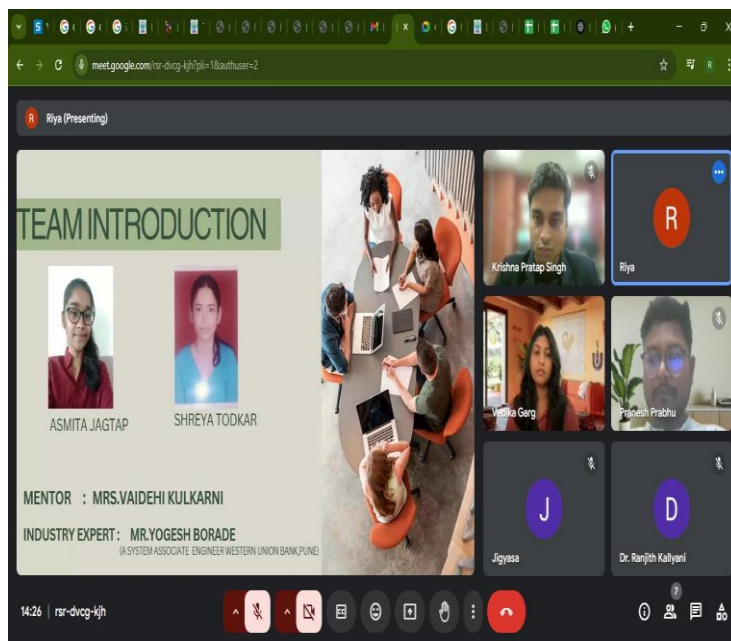 meet.google.com/rsr-dvcg-kjh?pli=1&authuser=2
R
R
Riya (Presenting)
TEAM INTRODUCTION
ASMITA JAGTAP
SHREYA TODKAR
MENTOR : MRS.VAIDEHI KULKARNI
INDUSTRY EXPERT : MR.YOGESH BORADE
(A SYSTEM ASSOCIATE ENGINEER WESTERN UNION BANK,PUNE)
Krishna Pratap Singh
R
Riya
Vedika Garg
Pranesh Prabhu
J
Jigyasa
D
Dr. Ranjith Kallyani
14:26 | rsr-dvcg-kjh
7